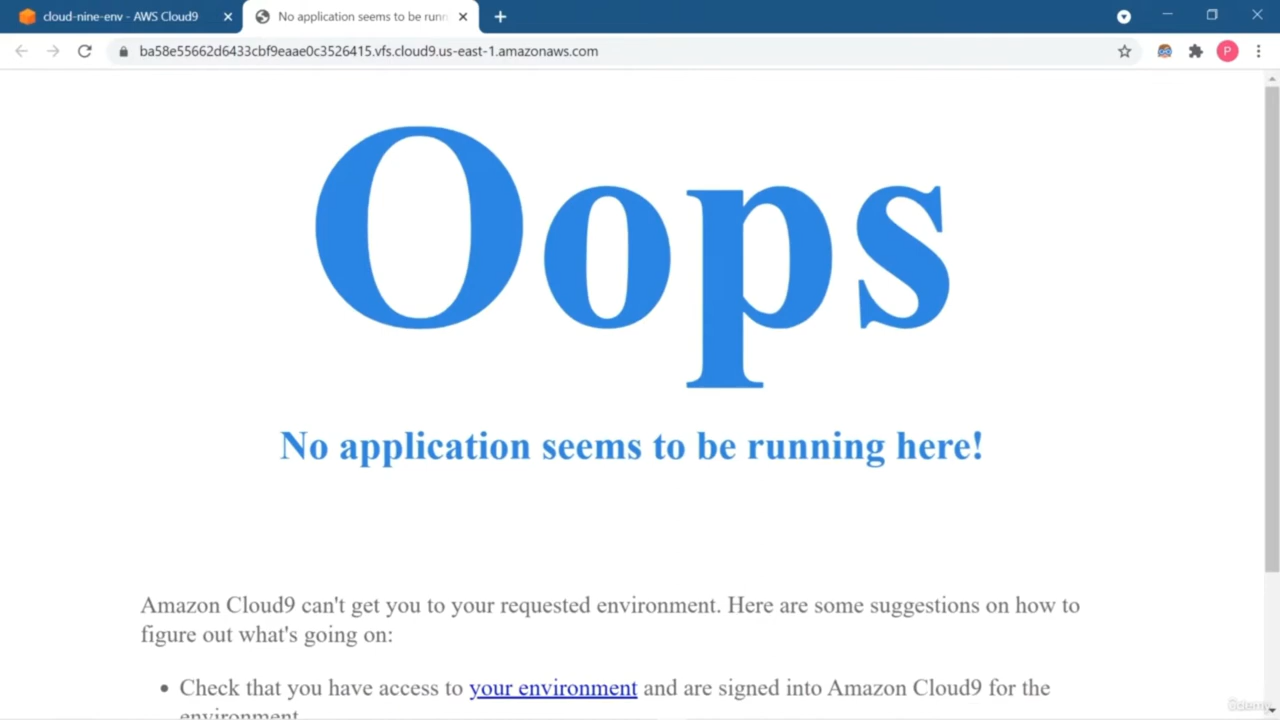 cloud-nine-env - AWS Cloud9
No application seems to be runn
ba58e55662d6433cbf9eaae0c3526415.vfs.cloud9.us-east-1.amazonaws.com
P
Oops
No application seems to be running here!
Amazon Cloud9 can't get you to your requested environment. Here are some suggestions on how to
figure out what's going on:
• Check that you have access to your environment and are signed into Amazon Cloud9 for the
environment.
Udemy